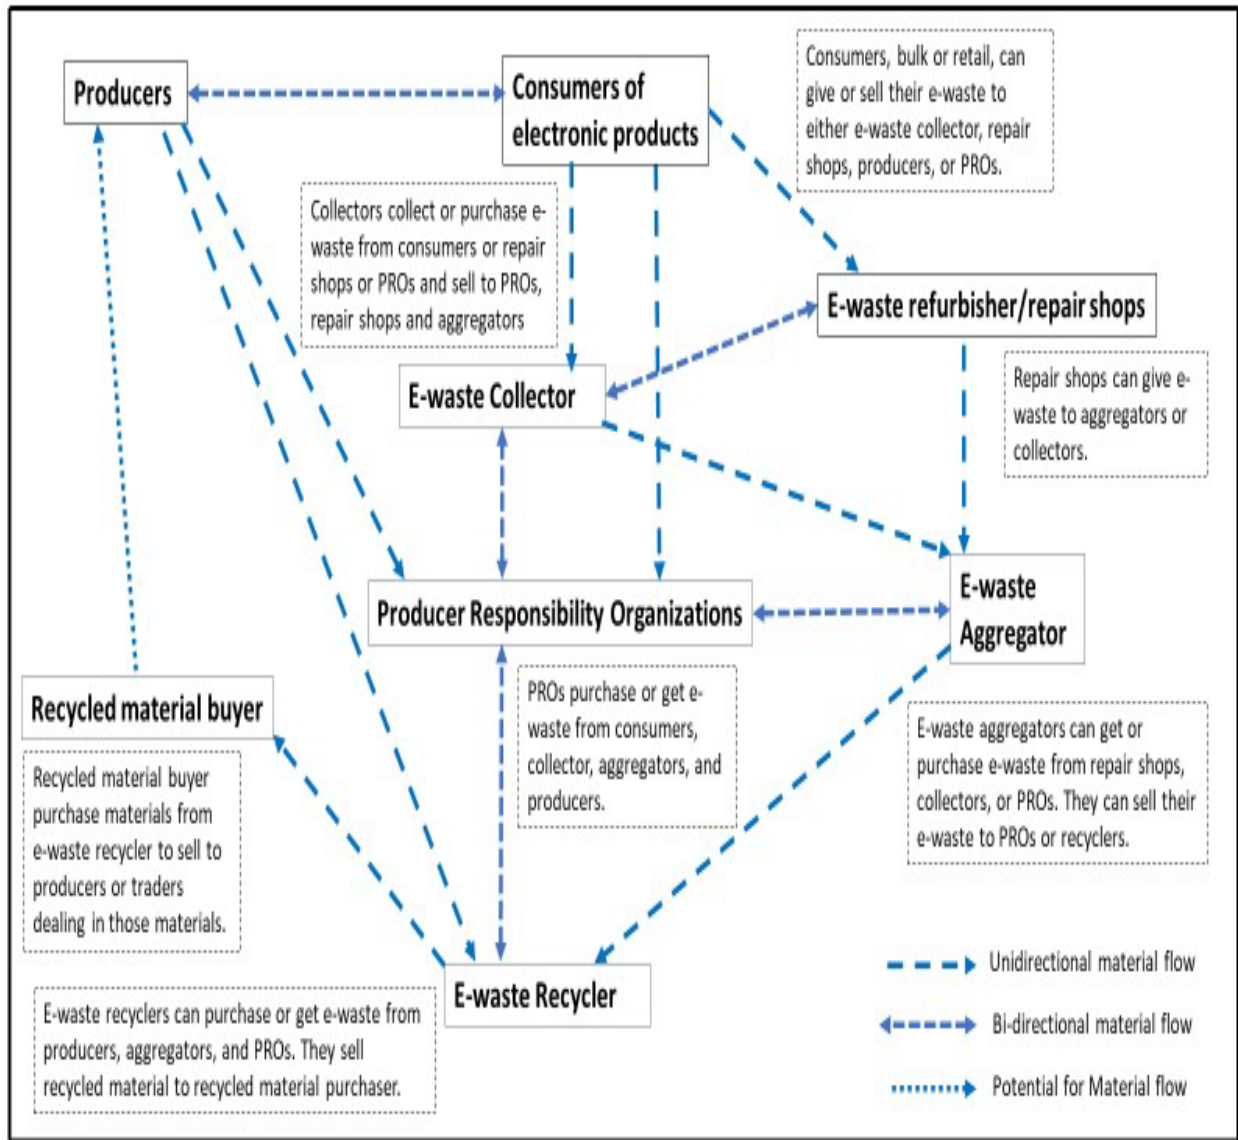 Producers
Consumers of
electronic products
Consumers, bulk or retail, can
give or sell their e-waste to
either e-waste collector, repair
shops, producers, or PROs.
Collectors collect or purchase e-
waste from consumers or repair
shops or PROs and sell to PROs,
repair shops and aggregators
E-waste refurbisher/repair shops
E-waste Collector
Repair shops can give e-
waste to aggregators or
collectors.
Producer Responsibility Organizations
E-waste
Aggregator
Recycled material buyer
PROs purchase or get e-
waste from consumers,
collector, aggregators, and
producers.
E-waste aggregators can get or
purchase e-waste from repair shops,
collectors, or PROs. They can sell their
e-waste to PROs or recyclers.
Recycled material buyer
purchase materials from
e-waste recycler to sell to
producers or traders
dealing in those materials.
E-waste Recycler
E-waste recyclers can purchase or get e-waste from
producers, aggregators, and PROs. They sell
recycled material to recycled material purchaser.
Unidirectional material flow
Bi-directional material flow
Potential for Material flow